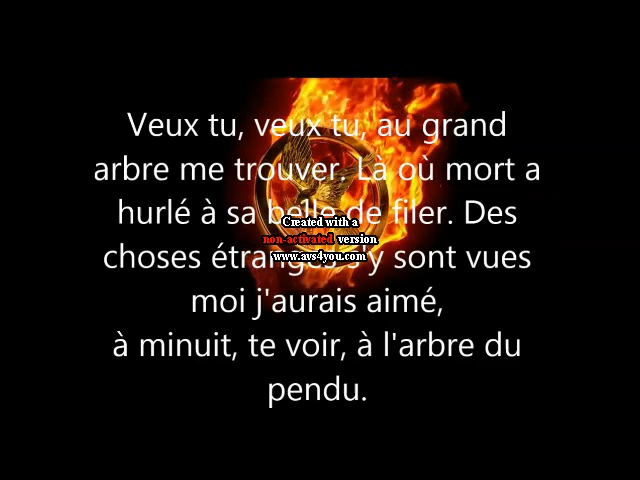 Veux tu, veux tu, au grand
arbre me trouver. Là où mort a
hurlé à sa belle de filer. Des
Created with a
non-activated version
www.avs4you.com
choses étranges s'y sont vues
moi j'aurais aimé,
à minuit, te voir, à l'arbre du
pendu.